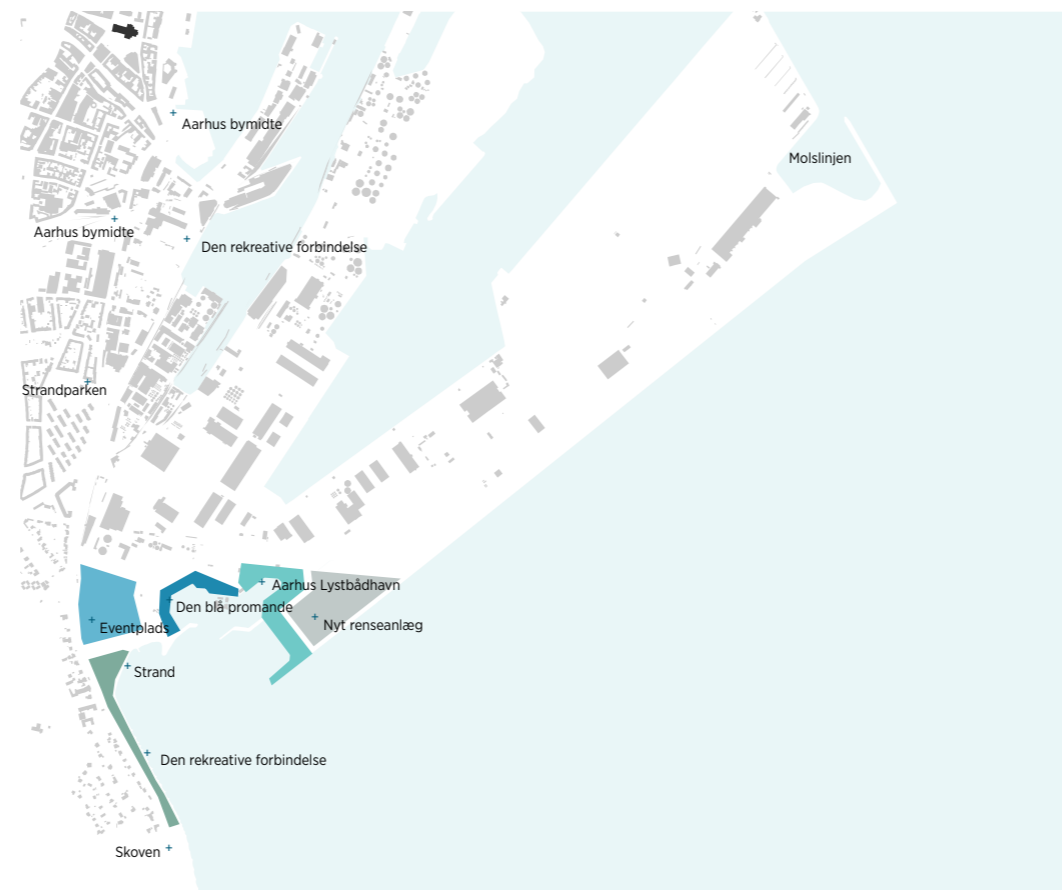 Aarhus bymidte
Molslinjen
Aarhus bymidte
Den rekreative forbindelse
Strandparken
Aarhus Lystbådhavn
Den blå promande
Eventplads
Nyt renseanlæg
Strand
Den rekreative forbindelse
Skoven